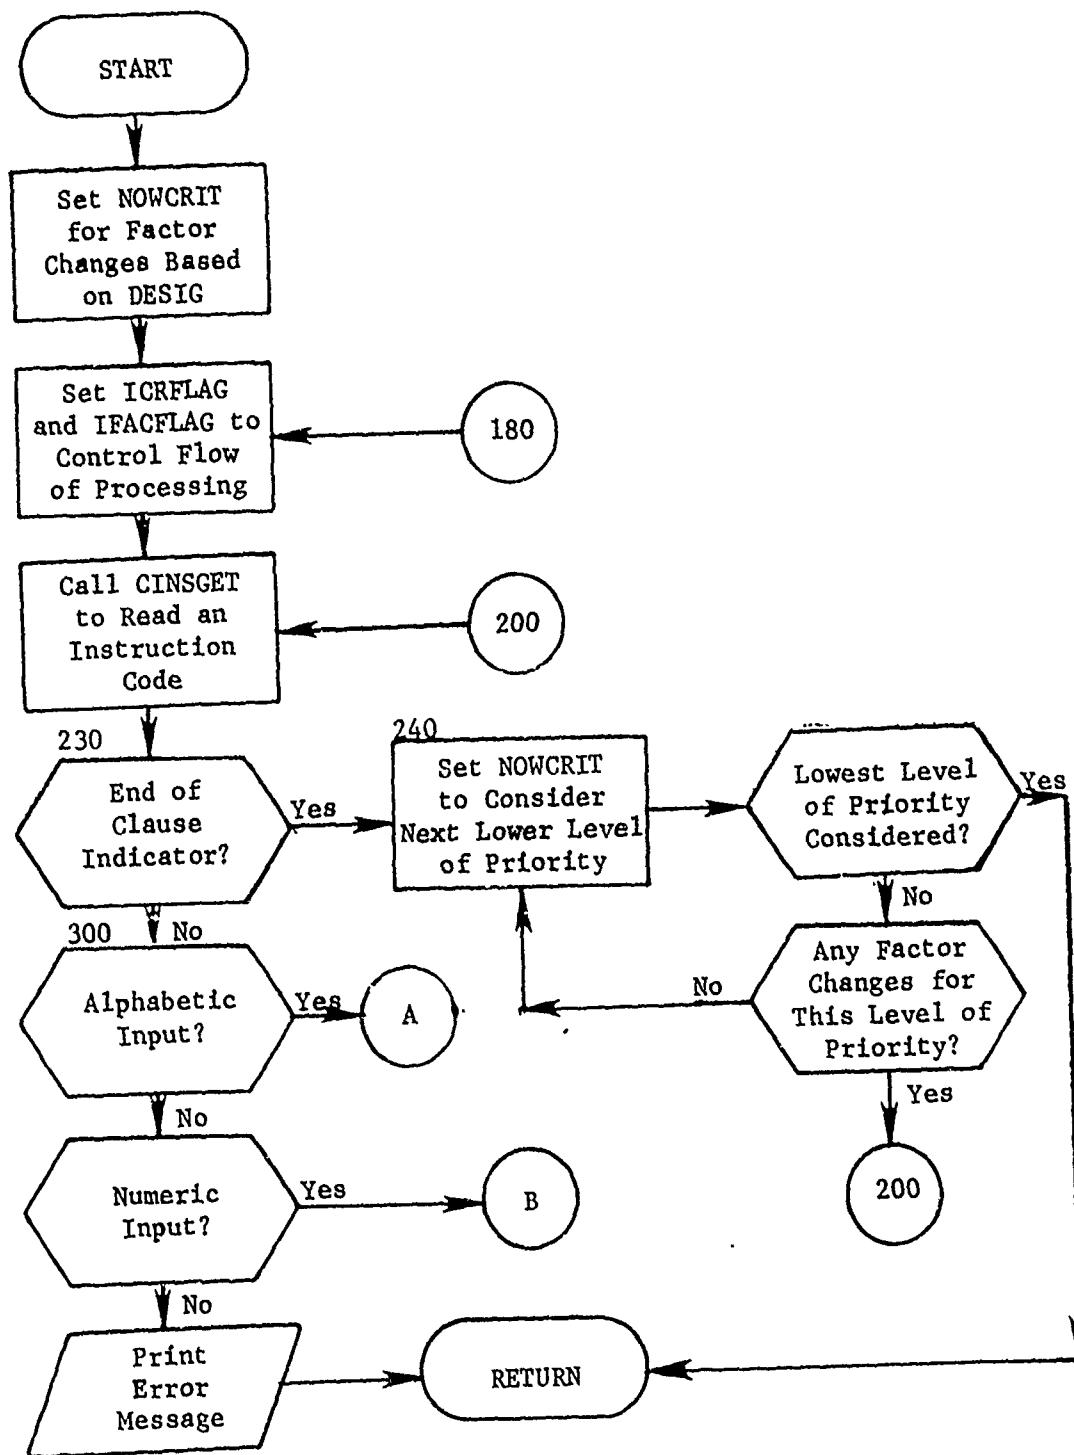 START
Set NOWCRIT
for Factor
Changes Based
on DESIG
Set ICRFLAG
and IFACFLAG to
Control Flow
of Processing
180
Call CINSGET
to Read an
Instruction
Code
200
230
End of
Clause
Indicator?
Yes
240
Set NOWCRIT
to Consider
Next Lower Level
of Priority
Lowest Level
of Priority
Considered?
Yes
No
No
300
Alphabetic
Input?
Yes
A
Any Factor
Changes for
This Level of
Priority?
No
Yes
200
No
Numeric
Input?
Yes
B
No
Print
Error
Message
RETURN